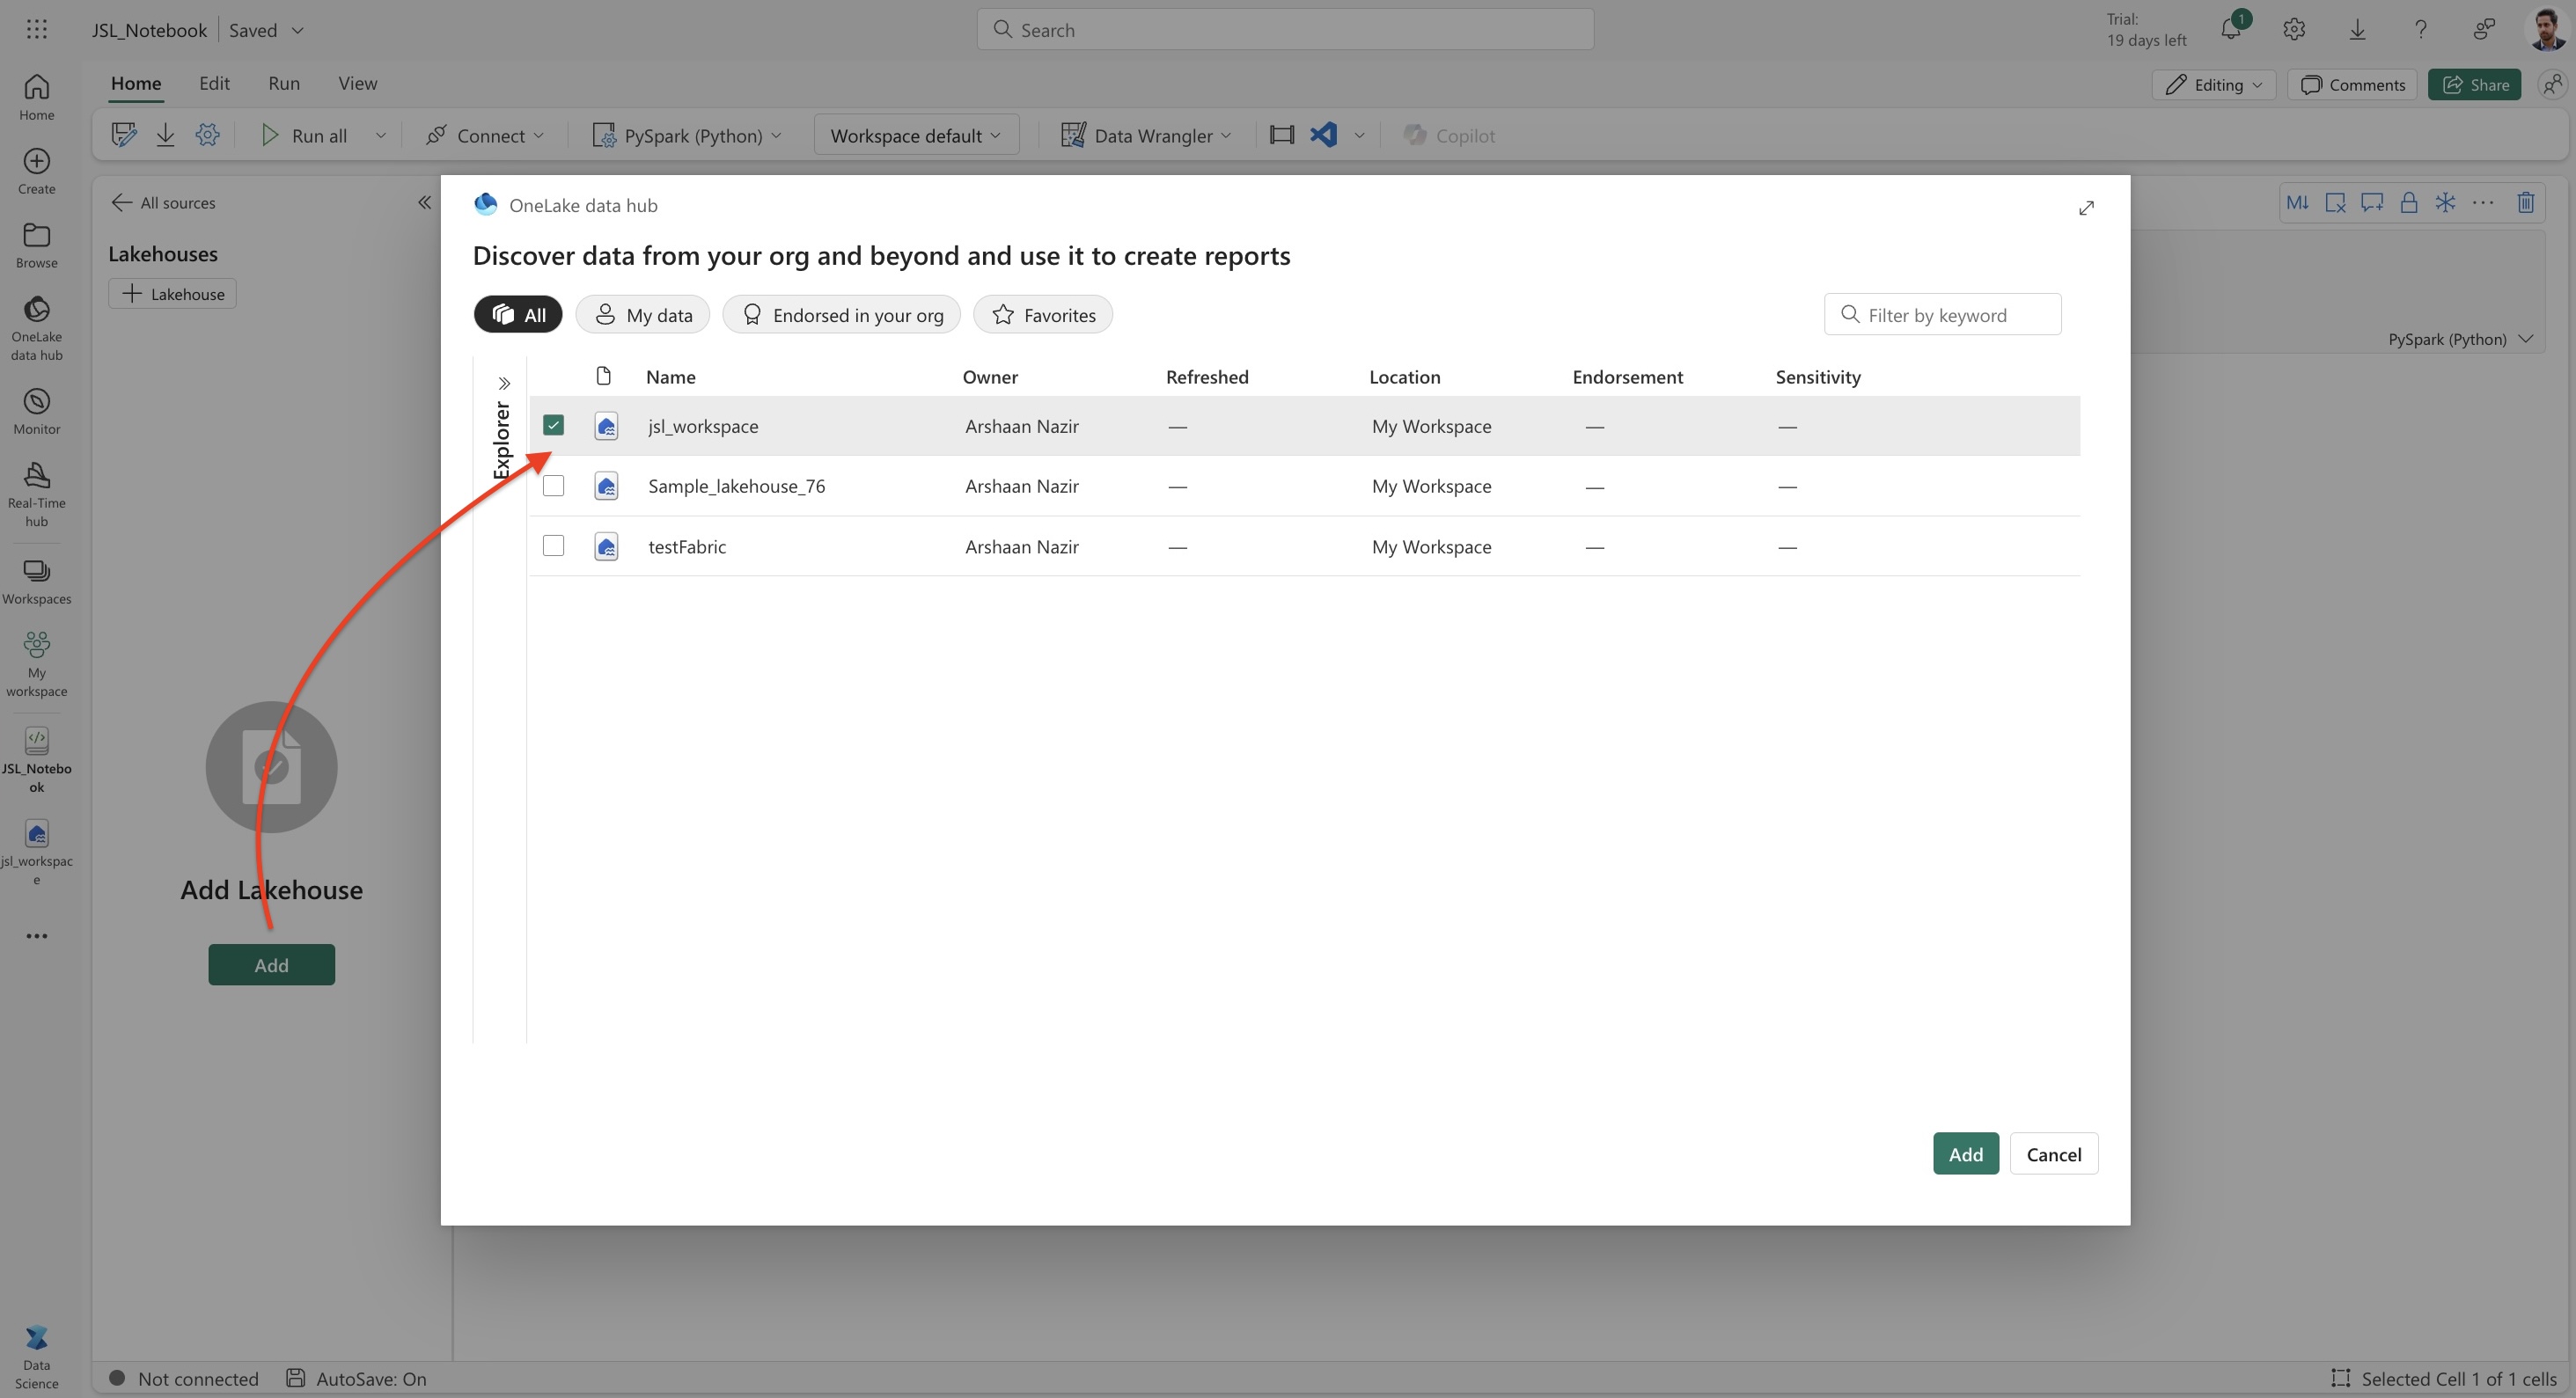 JSL_Notebook Saved
Search
Trial:
19 days left
1
Home Edit Run View
Editing Comments Share
Run all Connect PySpark (Python) Workspace default Data Wrangler Copilot
Home
Create
Browse
OneLake
data hub
Monitor
Real-Time
hub
Workspaces
My
workspace
JSL_Notebo
ok
jsl_workspac
e
Data
Science
All sources
Lakehouses
Lakehouse
Add Lakehouse
Add
OneLake data hub
Discover data from your org and beyond and use it to create reports
All My data Endorsed in your org Favorites
Filter by keyword
Explorer
Name Owner Refreshed Location Endorsement Sensitivity
jsl_workspace Arshaan Nazir — My Workspace — —
Sample_lakehouse_76 Arshaan Nazir — My Workspace — —
testFabric Arshaan Nazir — My Workspace — —
Add Cancel
M↓
PySpark (Python)
Not connected AutoSave: On
Selected Cell 1 of 1 cells